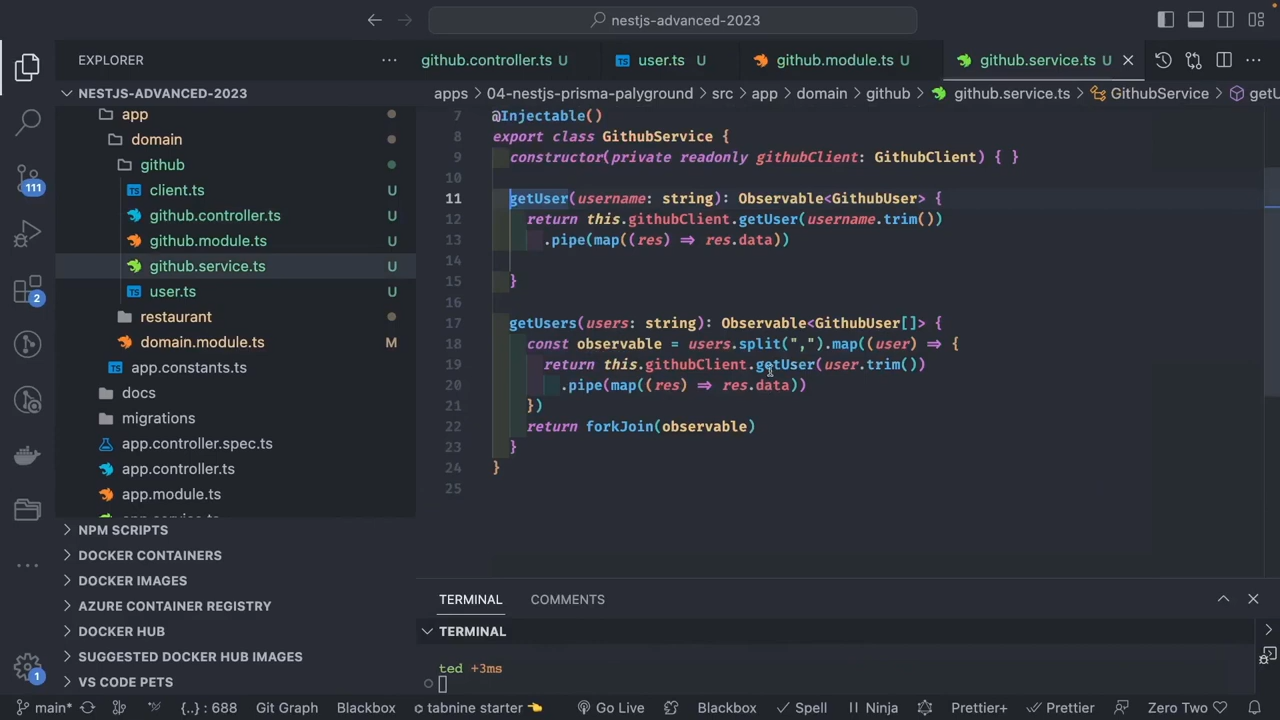 nestjs-advanced-2023
EXPLORER
NESTJS-ADVANCED-2023
app
domain
github
client.ts U
github.controller.ts U
github.module.ts U
github.service.ts U
user.ts U
restaurant
domain.module.ts M
app.constants.ts
docs
migrations
app.controller.spec.ts
app.controller.ts
app.module.ts
NPM SCRIPTS
DOCKER CONTAINERS
DOCKER IMAGES
AZURE CONTAINER REGISTRY
DOCKER HUB
SUGGESTED DOCKER HUB IMAGES
VS CODE PETS
111
2
1
github.controller.ts U
TS user.ts U
github.module.ts U
github.service.ts U
apps > 04-nestjs-prisma-palyground > src > app > domain > github > github.service.ts > GithubService > getU
7 @Injectable()
8 export class GithubService {
9 constructor(private readonly githubClient: GithubClient) { }
10
11 getUser(username: string): Observable<GithubUser> {
12 return this.githubClient.getUser(username.trim())
13 .pipe(map((res) => res.data))
14
15 }
16
17 getUsers(users: string): Observable<GithubUser[]> {
18 const observable = users.split(",").map((user) => {
19 return this.githubClient.getUser(user.trim())
20 .pipe(map((res) => res.data))
21 })
22 return forkJoin(observable)
23 }
24 }
25
TERMINAL COMMENTS
TERMINAL
ted +3ms
main* {..} : 688 Git Graph Blackbox tabnine starter Go Live Blackbox Spell Ninja Prettier+ Prettier Zero Two